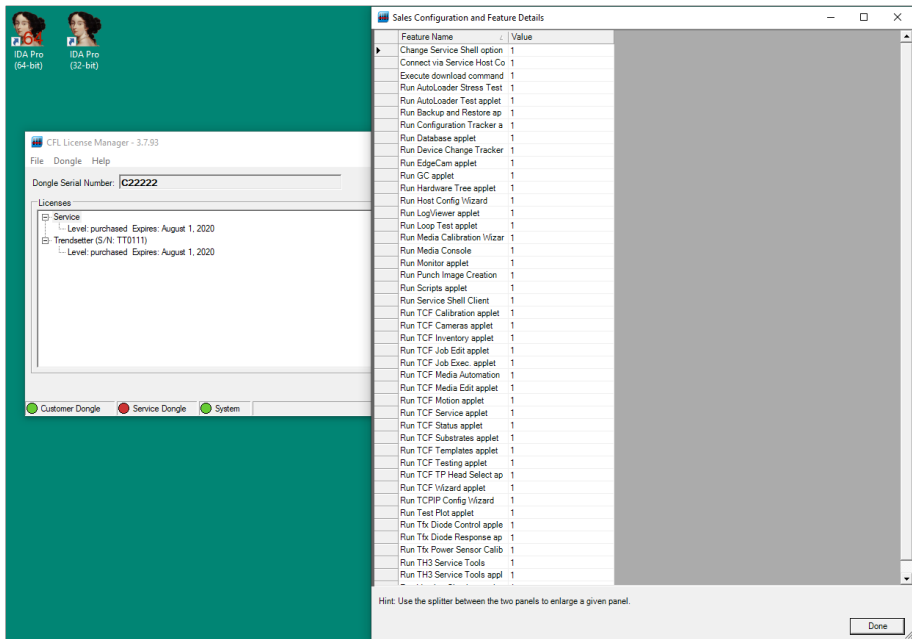 IDA Pro
(64-bit)
IDA Pro
(32-bit)
64
CFL License Manager - 3.7.93
File Dongle Help
Dongle Serial Number: C22222
Licenses
Service
Level: purchased Expires: August 1, 2020
Trendsetter (S/N: TT0111)
Level: purchased Expires: August 1, 2020
Customer Dongle Service Dongle System
Sales Configuration and Feature Details
Feature Name Value
Change Service Shell option 1
Connect via Service Host Co 1
Execute download command 1
Run AutoLoader Stress Test 1
Run AutoLoader Test applet 1
Run Backup and Restore ap 1
Run Configuration Tracker a 1
Run Database applet 1
Run Device Change Tracker 1
Run EdgeCam applet 1
Run GC applet 1
Run Hardware Tree applet 1
Run Host Config Wizard 1
Run LogViewer applet 1
Run Loop Test applet 1
Run Media Calibration Wizar 1
Run Media Console 1
Run Monitor applet 1
Run Punch Image Creation 1
Run Scripts applet 1
Run Service Shell Client 1
Run TCF Calibration applet 1
Run TCF Cameras applet 1
Run TCF Inventory applet 1
Run TCF Job Edit applet 1
Run TCF Job Exec. applet 1
Run TCF Media Automation 1
Run TCF Media Edit applet 1
Run TCF Motion applet 1
Run TCF Service applet 1
Run TCF Status applet 1
Run TCF Substrates applet 1
Run TCF Templates applet 1
Run TCF Testing applet 1
Run TCF TP Head Select ap 1
Run TCF Wizard applet 1
Run TCPIP Config Wizard 1
Run Test Plot applet 1
Run Tfx Diode Control apple 1
Run Tfx Diode Response ap 1
Run Tfx Power Sensor Calib 1
Run TH3 Service Tools 1
Run TH3 Service Tools appl 1
Hint: Use the splitter between the two panels to enlarge a given panel.
Done